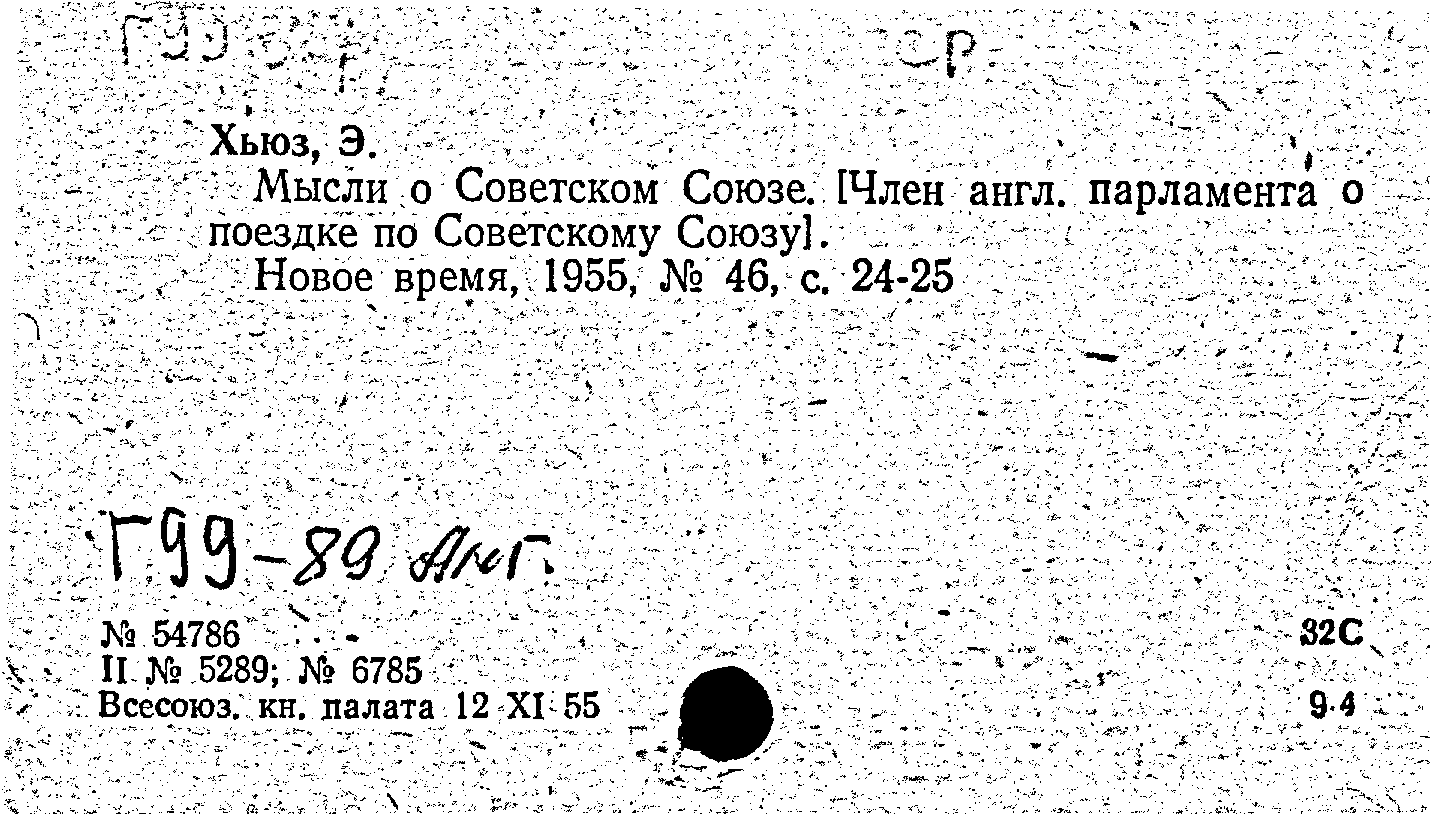 Хьюз, Э.
Мысли о Советском Союзе. [Член англ. парламента о
поездке по Советскому Союзу].
Новое время, 1955, № 46, с. 24-25
Г99-89 Англ.
№ 54786
32С
II № 5289; № 6785
Всесоюз. кн. палата 12 XI 55
9.4